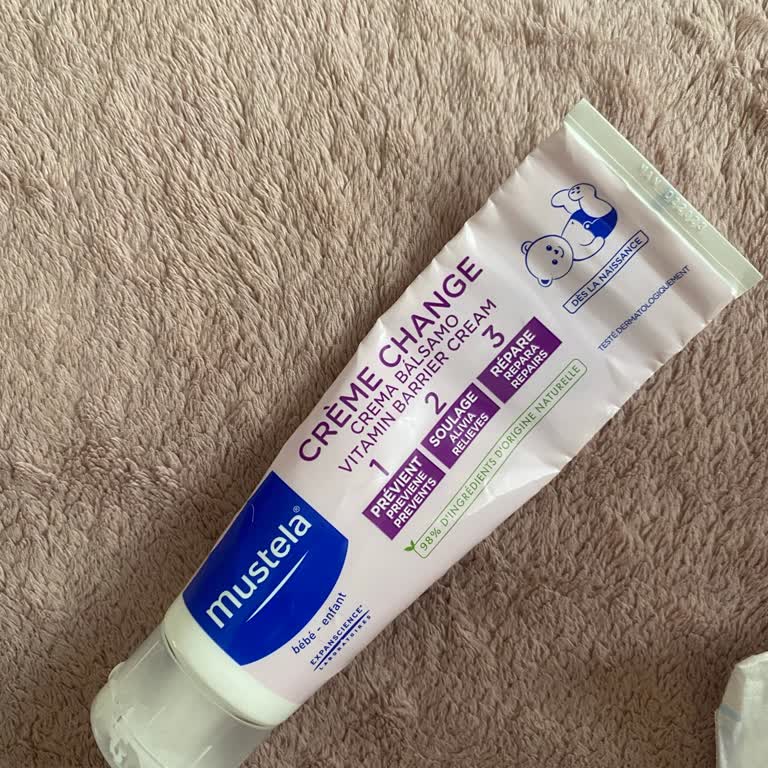 DÈS LA NAISSANCE
TESTÉ DERMATOLOGIQUEMENT
CRÈME CHANGE
CREMA BÁLSAMO
VITAMIN BARRIER CREAM
1
PRÉVIENT
PREVIENE
PREVENTS
2
SOULAGE
ALIVIA
RELIEVES
3
RÉPARE
REPARA
REPAIRS
98% D'INGRÉDIENTS D'ORIGINE NATURELLE
mustela®
bébé - enfant
EXPANSCIENCE®
LABORATOIRES